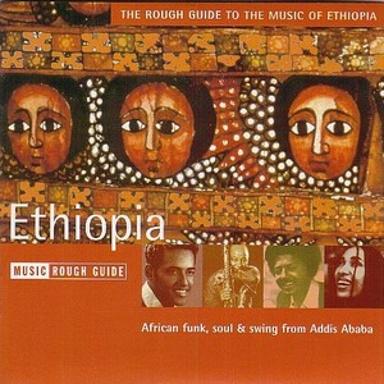 THE ROUGH GUIDE TO THE MUSIC OF ETHIOPIA
Ethiopia
MUSIC ROUGH GUIDE
African funk, soul & swing from Addis Ababa